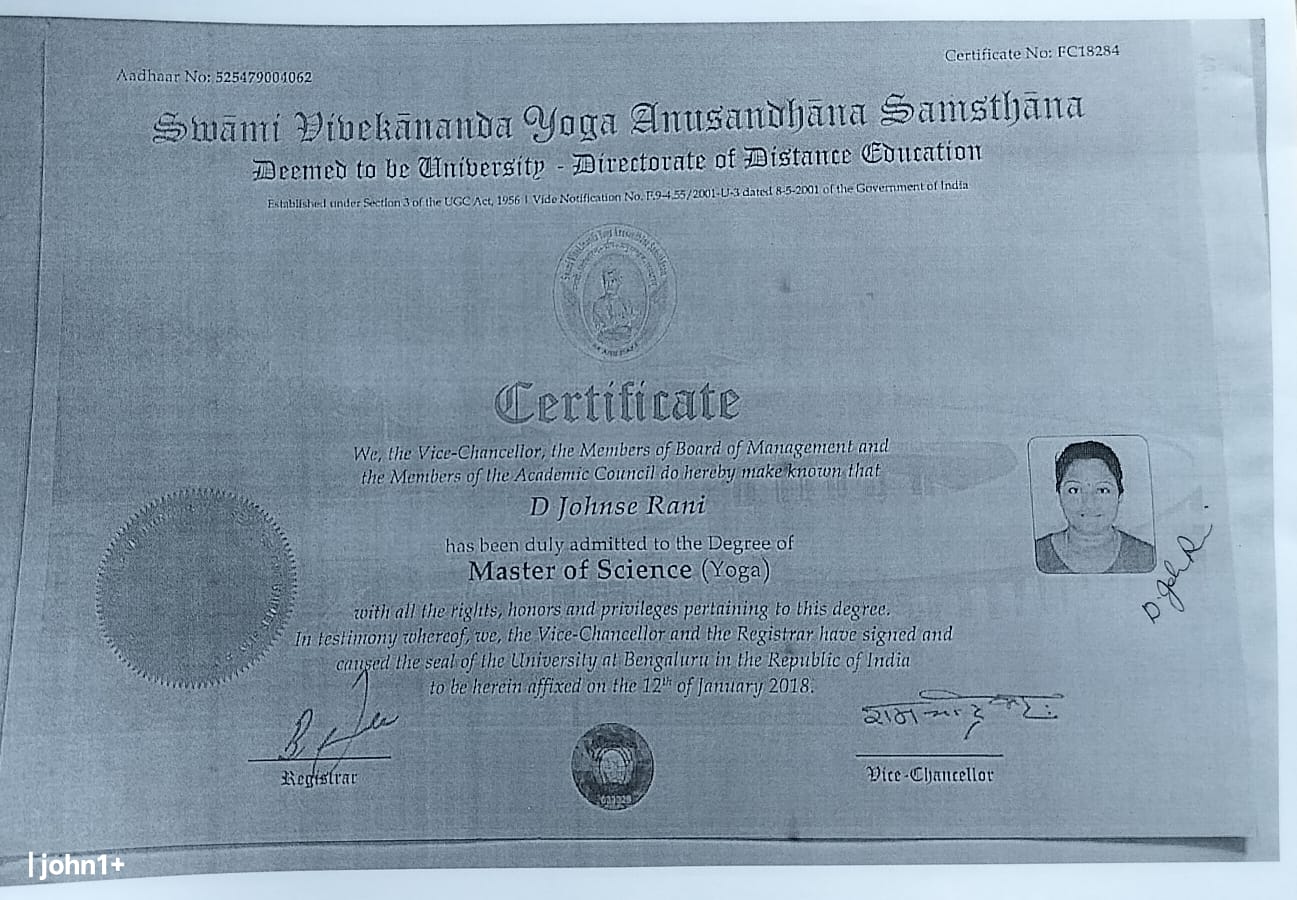 Aadhaar No: 525479004062
Certificate No: FC18284
Swāmi Vivekānanda Yoga Anusandhāna Samsthāna
Deemed to be University - Directorate of Distance Education
Established under Section 3 of the UGC Act, 1956 | Vide Notification No. F.9-4.55/2001-U-3 dated 8-5-2001 of the Government of India
Certificate
We, the Vice-Chancellor, the Members of Board of Management and
the Members of the Academic Council do hereby make known that
D Johnse Rani
has been duly admitted to the Degree of
Master of Science (Yoga)
with all the rights, honors and privileges pertaining to this degree.
In testimony whereof, we, the Vice-Chancellor and the Registrar have signed and
caused the seal of the University at Bengaluru in the Republic of India
to be herein affixed on the 12th of January 2018.
Registrar
Vice-Chancellor
john1+